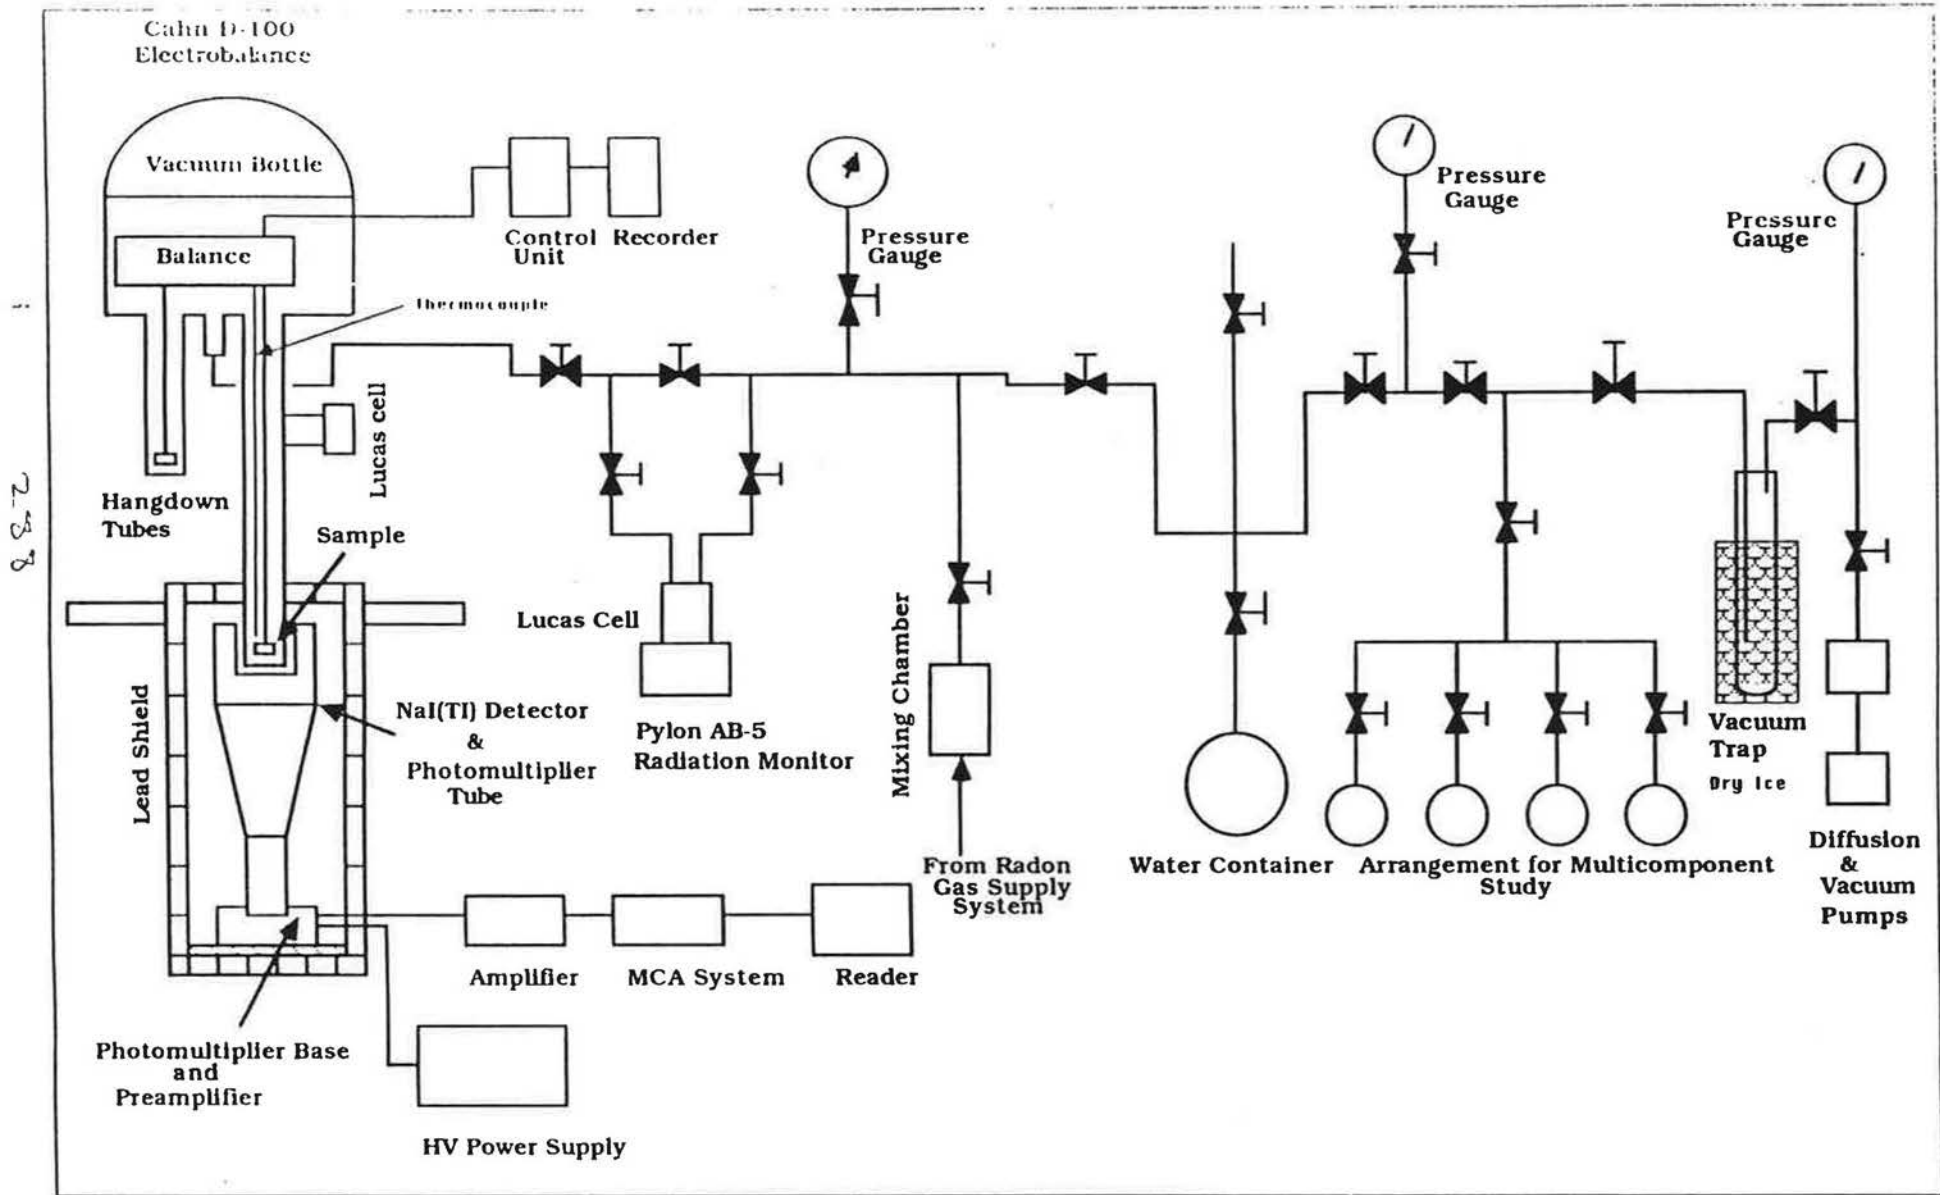 Cahn D-100
Electrobalance
Vacuum Bottle
Balance
Control
Unit
Recorder
Thermocouple
Pressure
Gauge
Pressure
Gauge
Pressure
Gauge
Lucas cell
Hangdown
Tubes
Sample
Lucas Cell
Pylon AB-5
Radiation Monitor
Mixing Chamber
From Radon
Gas Supply
System
Lead Shield
NaI(TI) Detector
&
Photomultiplier
Tube
Water Container
Arrangement for Multicomponent
Study
Vacuum
Trap
Dry Ice
Diffusion
&
Vacuum
Pumps
Amplifier
MCA System
Reader
Photomultiplier Base
and
Preamplifier
HV Power Supply
2-88